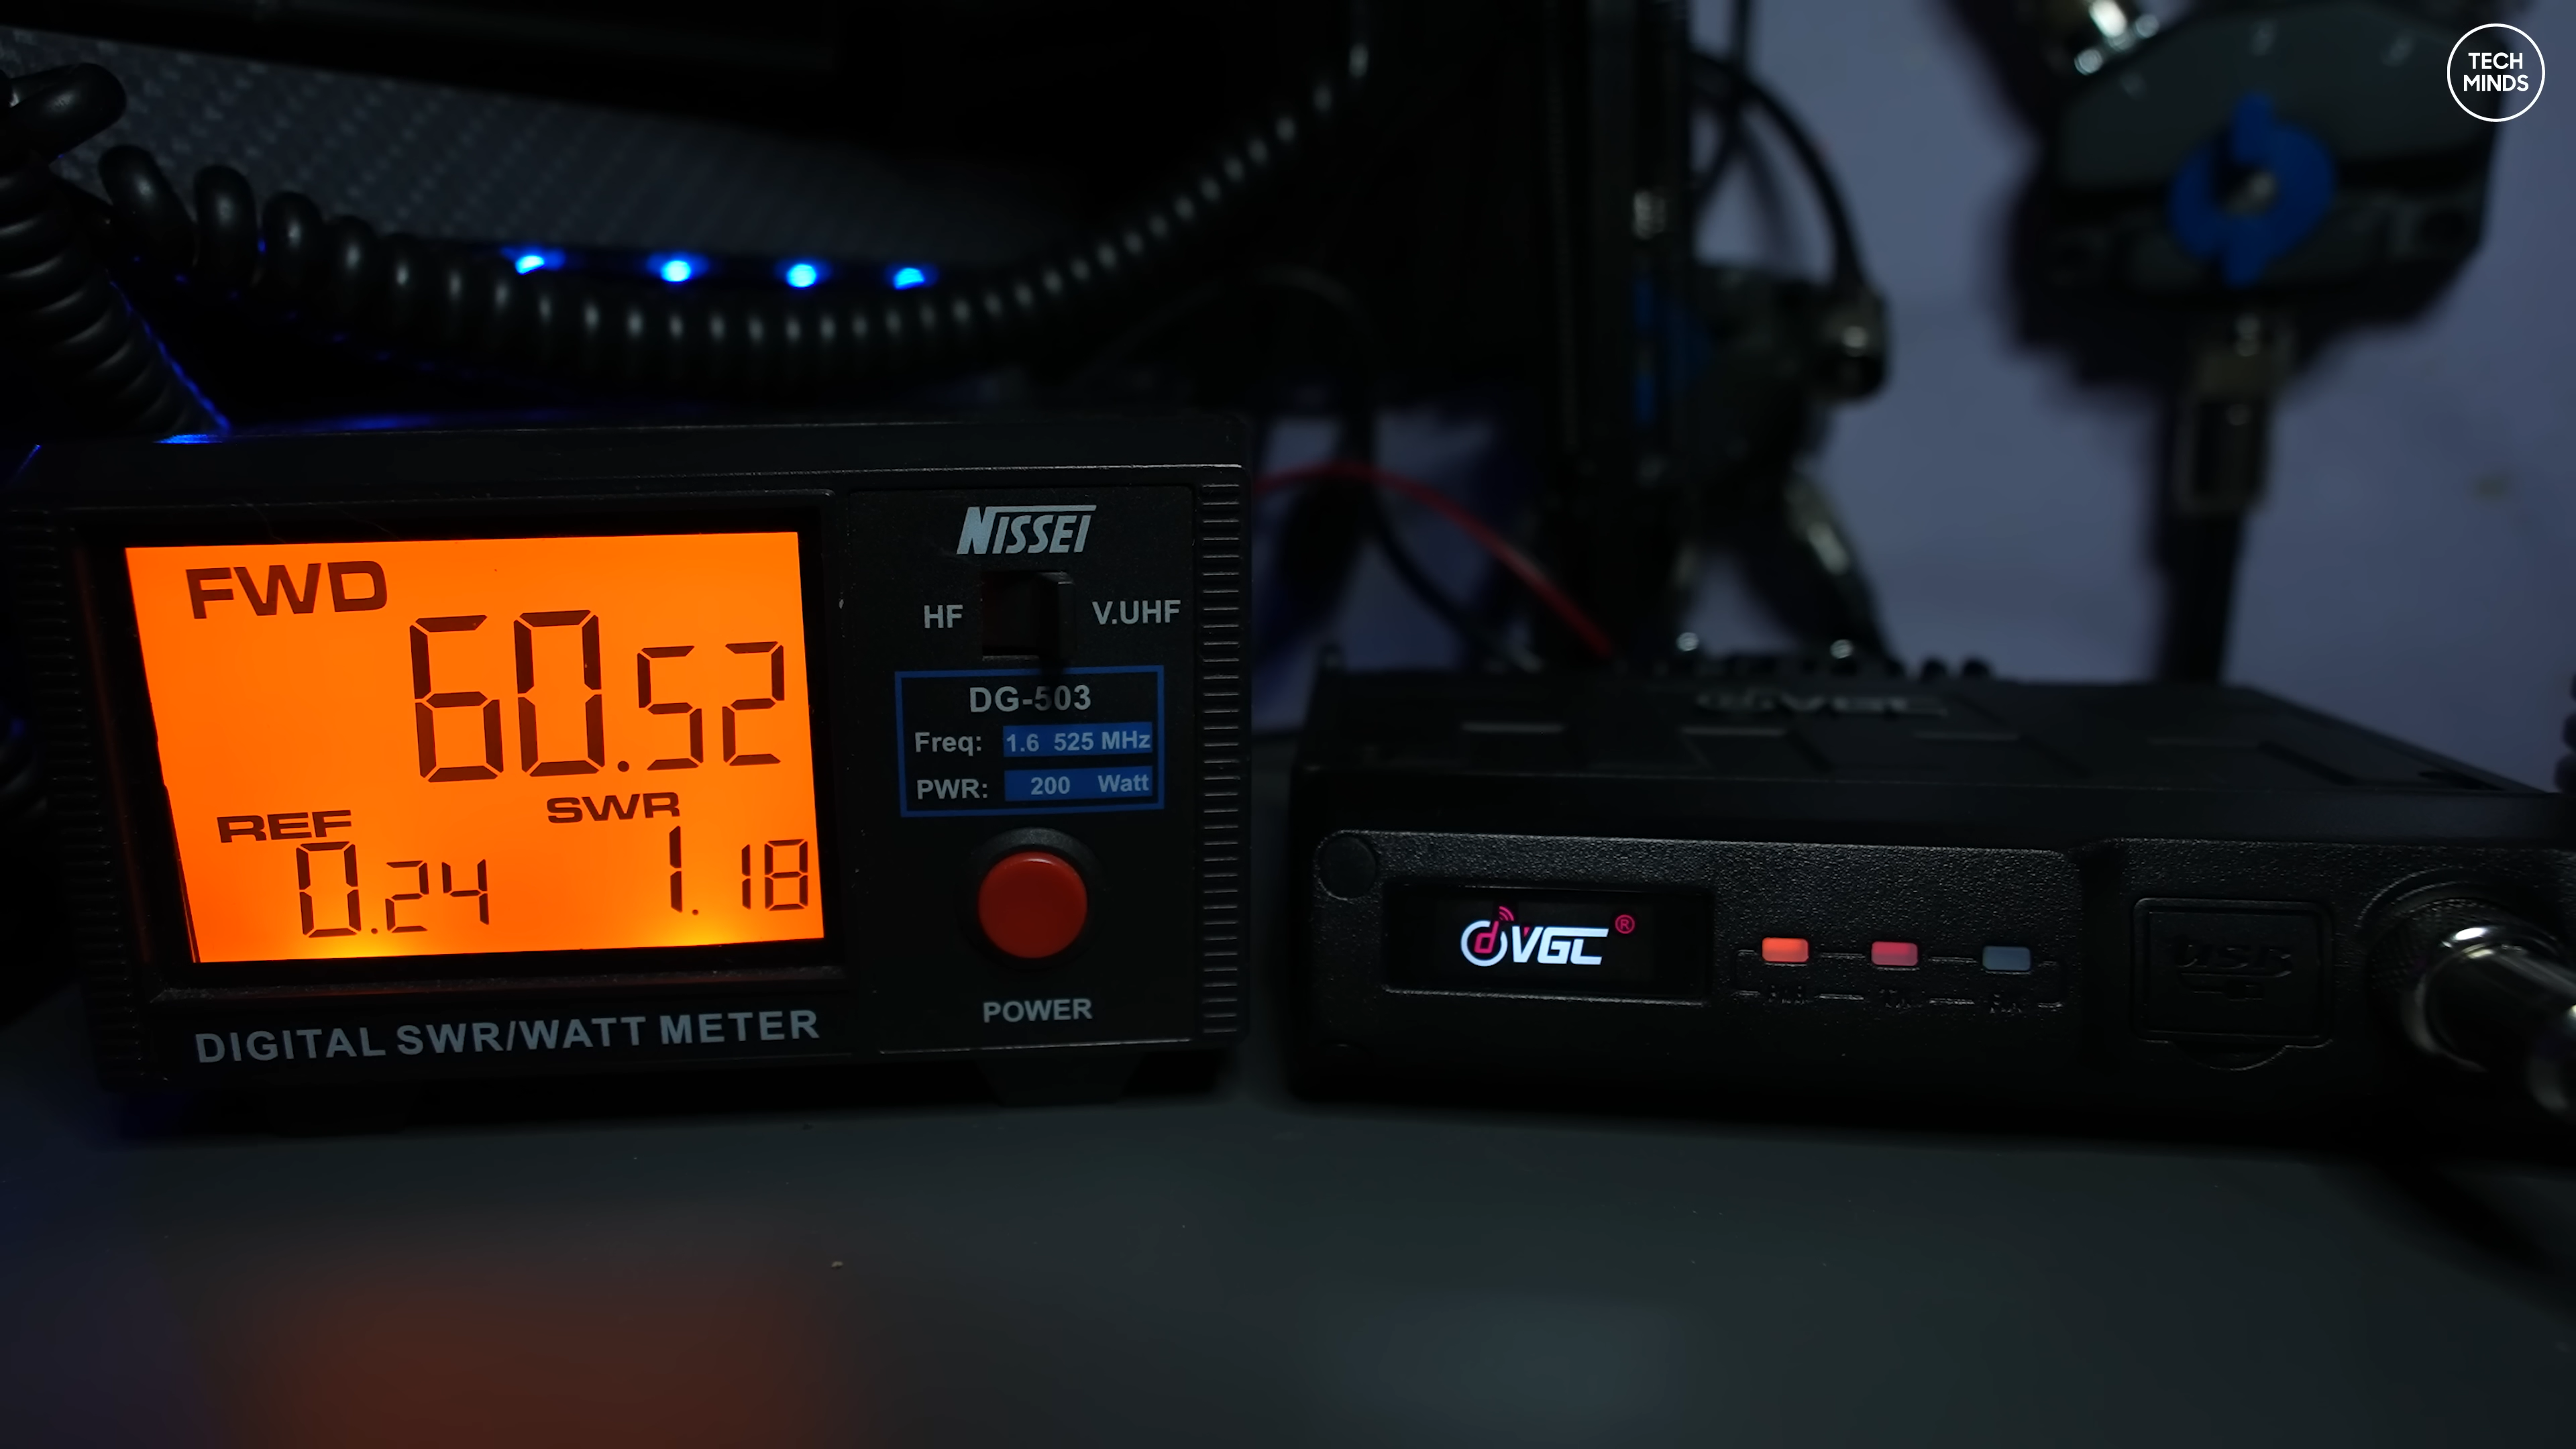 TECH
MINDS
NISSEI
FWD
60.52
HF
V.UHF
DG-503
Freq: 1.6 525 MHz
PWR: 200 Watt
REF
SWR
0.24
1.18
VGC
dVGC®
POWER
DIGITAL SWR/WATT METER